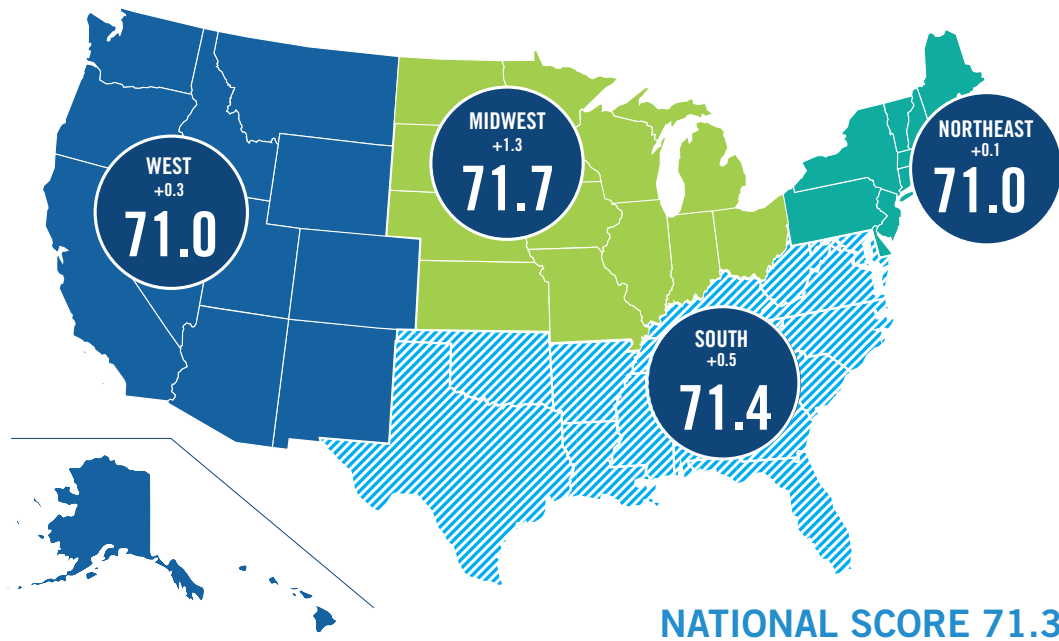 WEST
+0.3
71.0
MIDWEST
+1.3
71.7
NORTHEAST
+0.1
71.0
SOUTH
+0.5
71.4
NATIONAL SCORE 71.3